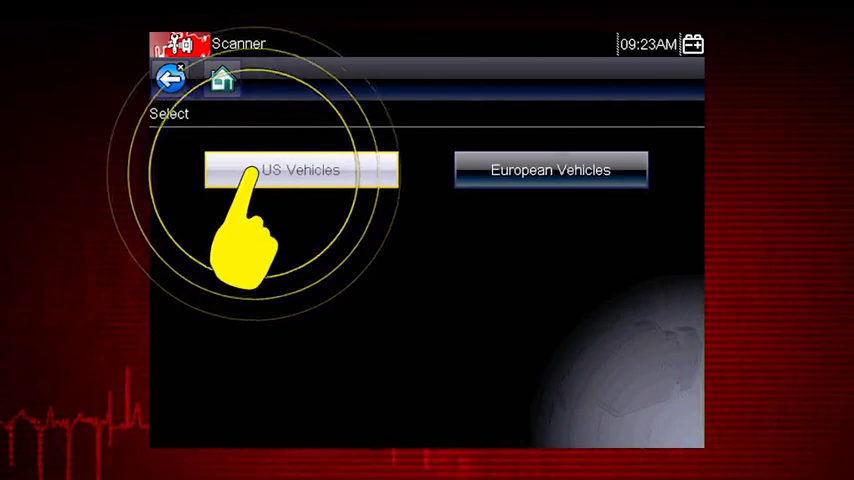 Scanner
09:23AM
Select
US Vehicles
European Vehicles